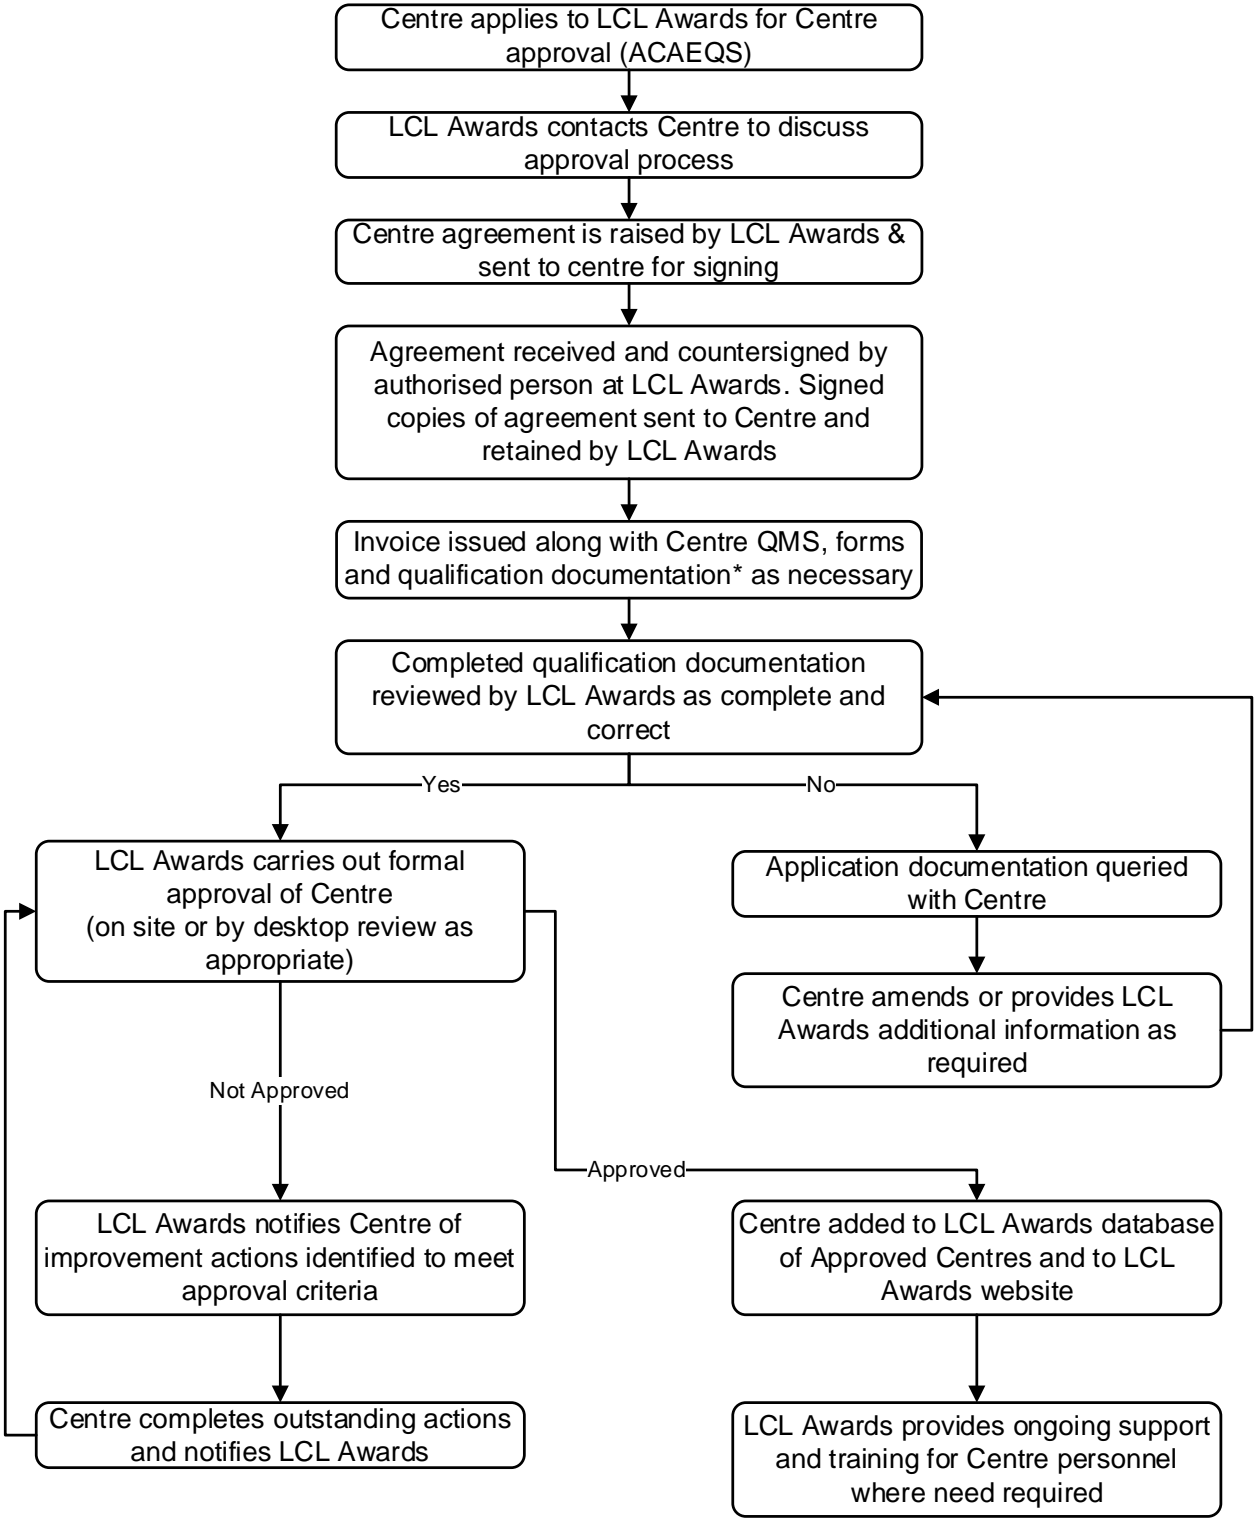 Centre applies to LCL Awards for Centre
approval (ACAEQS)
LCL Awards contacts Centre to discuss
approval process
Centre agreement is raised by LCL Awards &
sent to centre for signing
Agreement received and countersigned by
authorised person at LCL Awards. Signed
copies of agreement sent to Centre and
retained by LCL Awards
Invoice issued along with Centre QMS, forms
and qualification documentation* as necessary
Completed qualification documentation
reviewed by LCL Awards as complete and
correct
Yes
No
LCL Awards carries out formal
approval of Centre
(on site or by desktop review as
appropriate)
Application documentation queried
with Centre
Centre amends or provides LCL
Awards additional information as
required
Not Approved
Approved
LCL Awards notifies Centre of
improvement actions identified to meet
approval criteria
Centre added to LCL Awards database
of Approved Centres and to LCL
Awards website
Centre completes outstanding actions
and notifies LCL Awards
LCL Awards provides ongoing support
and training for Centre personnel
where need required